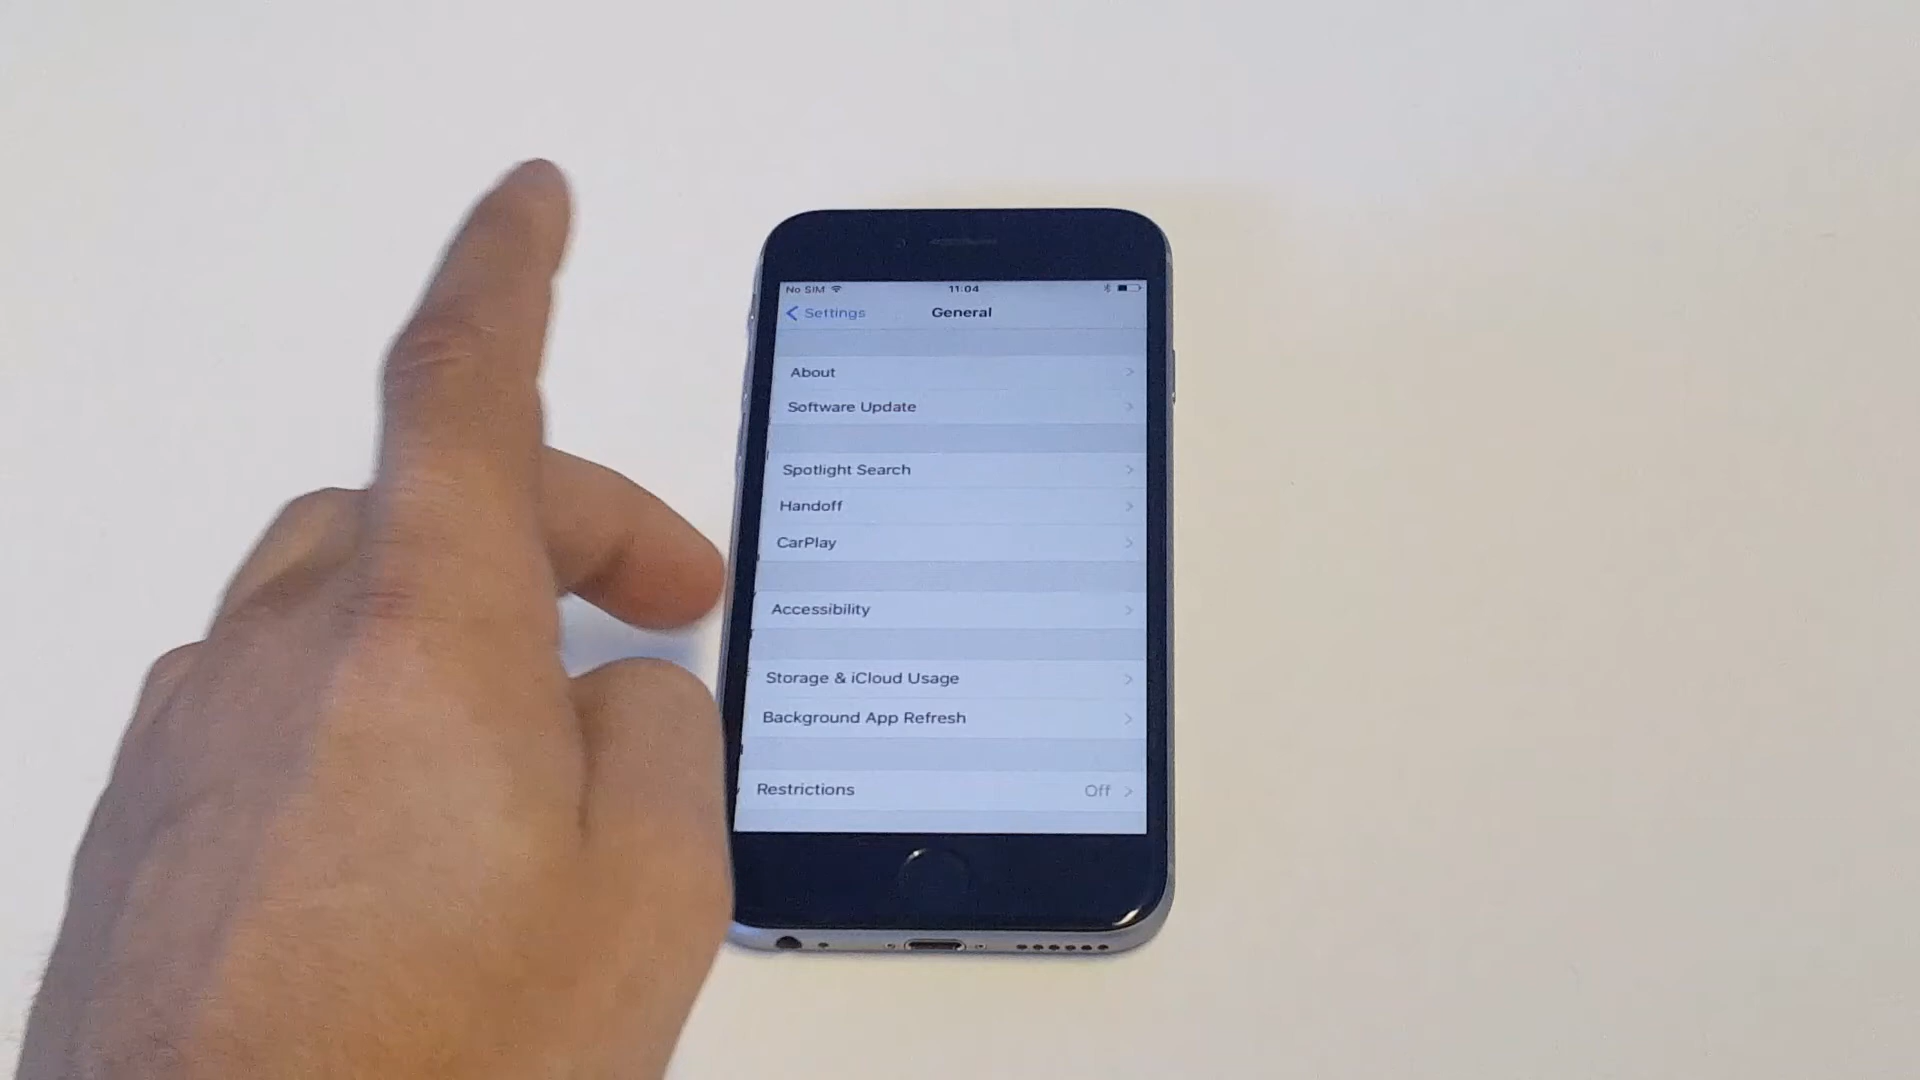 No SIM 11:04
Settings General
About
Software Update
Spotlight Search
Handoff
CarPlay
Accessibility
Storage & iCloud Usage
Background App Refresh
Restrictions Off